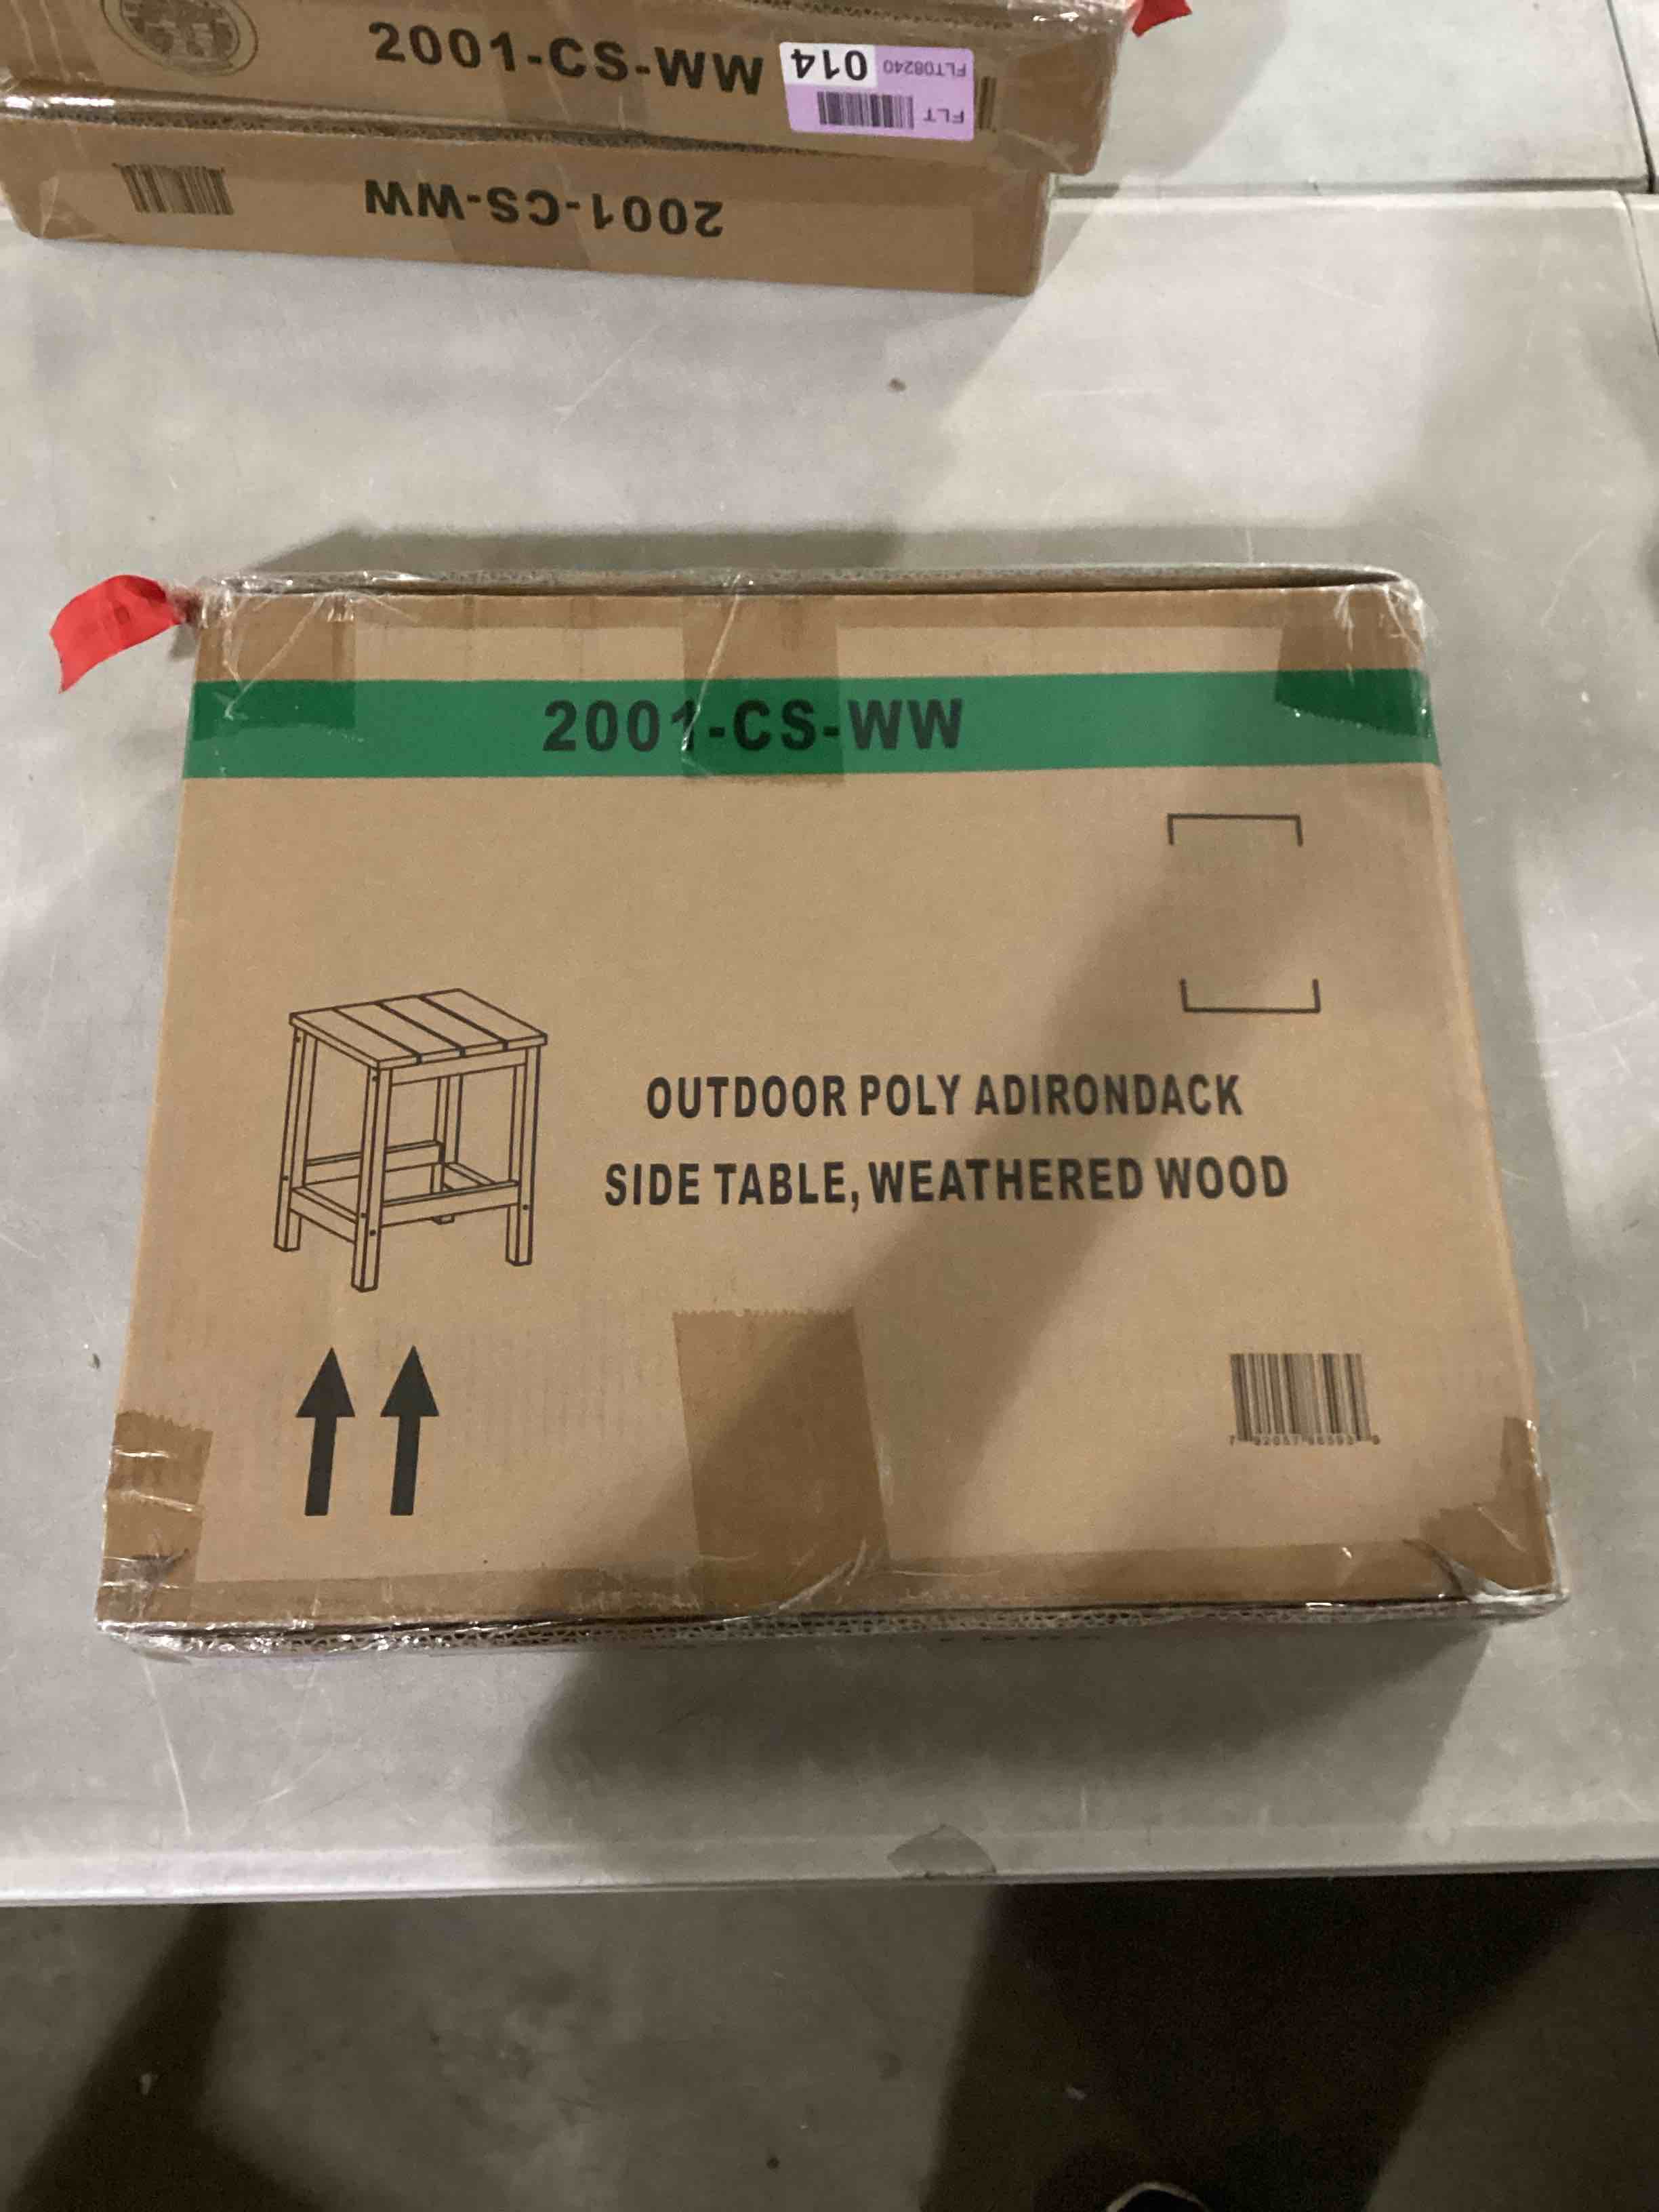 2001-CS-WW
014
FLT08240
FLT
2001-CS-WW
2001-CS-WW
OUTDOOR POLY ADIRONDACK
SIDE TABLE, WEATHERED WOOD